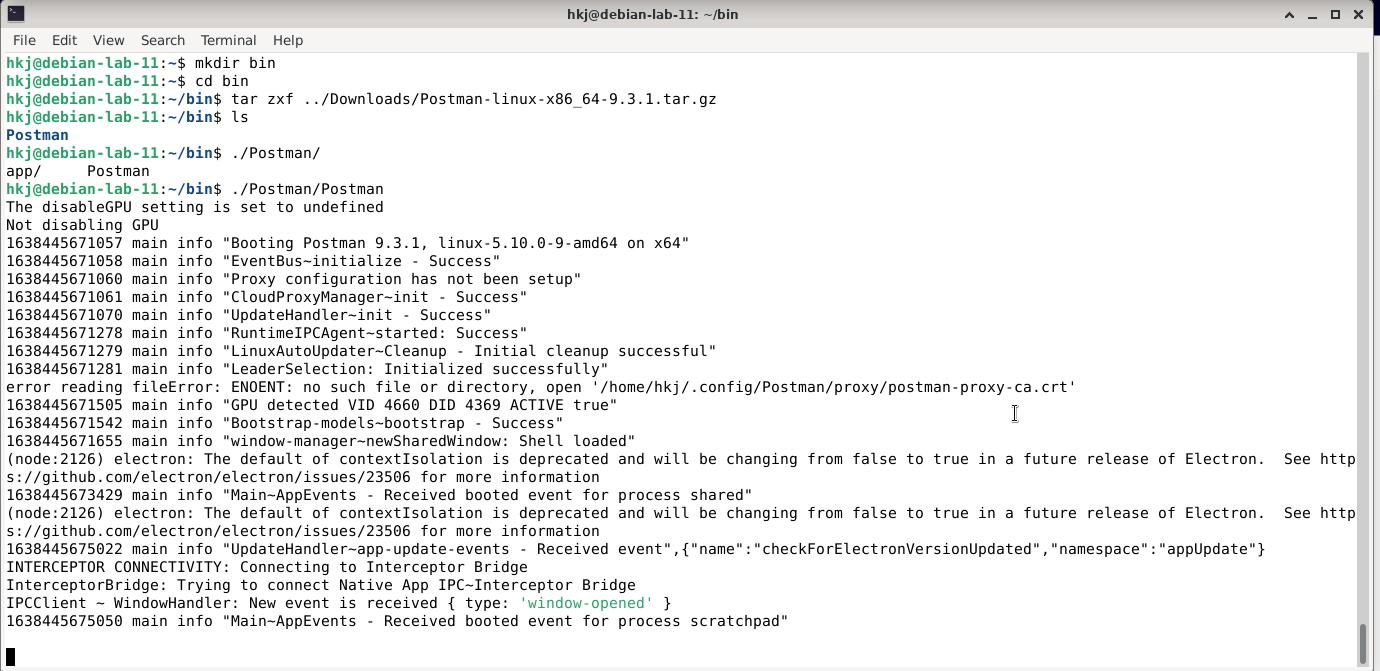 hkj@debian-lab-11: ~/bin
File Edit View Search Terminal Help
hkj@debian-lab-11:~$ mkdir bin
hkj@debian-lab-11:~$ cd bin
hkj@debian-lab-11:~/bin$ tar zxf ../Downloads/Postman-linux-x86_64-9.3.1.tar.gz
hkj@debian-lab-11:~/bin$ ls
Postman
hkj@debian-lab-11:~/bin$ ./Postman/
app/     Postman
hkj@debian-lab-11:~/bin$ ./Postman/Postman
The disableGPU setting is set to undefined
Not disabling GPU
1638445671057 main info "Booting Postman 9.3.1, linux-5.10.0-9-amd64 on x64"
1638445671058 main info "EventBus~initialize - Success"
1638445671060 main info "Proxy configuration has not been setup"
1638445671061 main info "CloudProxyManager~init - Success"
1638445671070 main info "UpdateHandler~init - Success"
1638445671278 main info "RuntimeIPCAgent~started: Success"
1638445671279 main info "LinuxAutoUpdater~Cleanup - Initial cleanup successful"
1638445671281 main info "LeaderSelection: Initialized successfully"
error reading fileError: ENOENT: no such file or directory, open '/home/hkj/.config/Postman/proxy/postman-proxy-ca.crt'
1638445671505 main info "GPU detected VID 4660 DID 4369 ACTIVE true"
1638445671542 main info "Bootstrap-models~bootstrap - Success"
1638445671655 main info "window-manager~newSharedWindow: Shell loaded"
(node:2126) electron: The default of contextIsolation is deprecated and will be changing from false to true in a future release of Electron.  See http
s://github.com/electron/electron/issues/23506 for more information
1638445673429 main info "Main~AppEvents - Received booted event for process shared"
(node:2126) electron: The default of contextIsolation is deprecated and will be changing from false to true in a future release of Electron.  See http
s://github.com/electron/electron/issues/23506 for more information
1638445675022 main info "UpdateHandler~app-update-events - Received event",{"name":"checkForElectronVersionUpdated","namespace":"appUpdate"}
INTERCEPTOR CONNECTIVITY: Connecting to Interceptor Bridge
InterceptorBridge: Trying to connect Native App IPC~Interceptor Bridge
IPCClient ~ WindowHandler: New event is received { type: 'window-opened' }
1638445675050 main info "Main~AppEvents - Received booted event for process scratchpad"